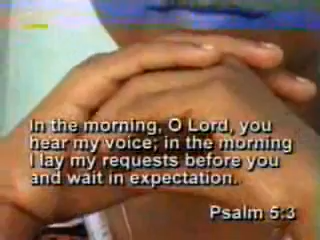 In the morning, O Lord, you
hear my voice; in the morning
I lay my requests before you
and wait in expectation.
Psalm 5:3